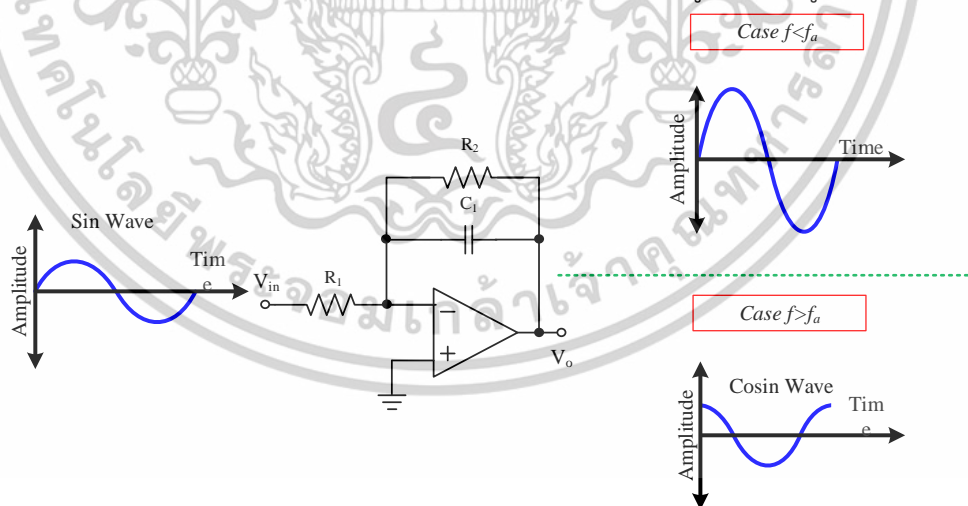 Case f<fa
Amplitude
Time
R2
C1
Sin Wave
Amplitude
Tim
e
Vin
R1
−
+
Vo
Case f>fa
Cosin Wave
Amplitude
Tim
e